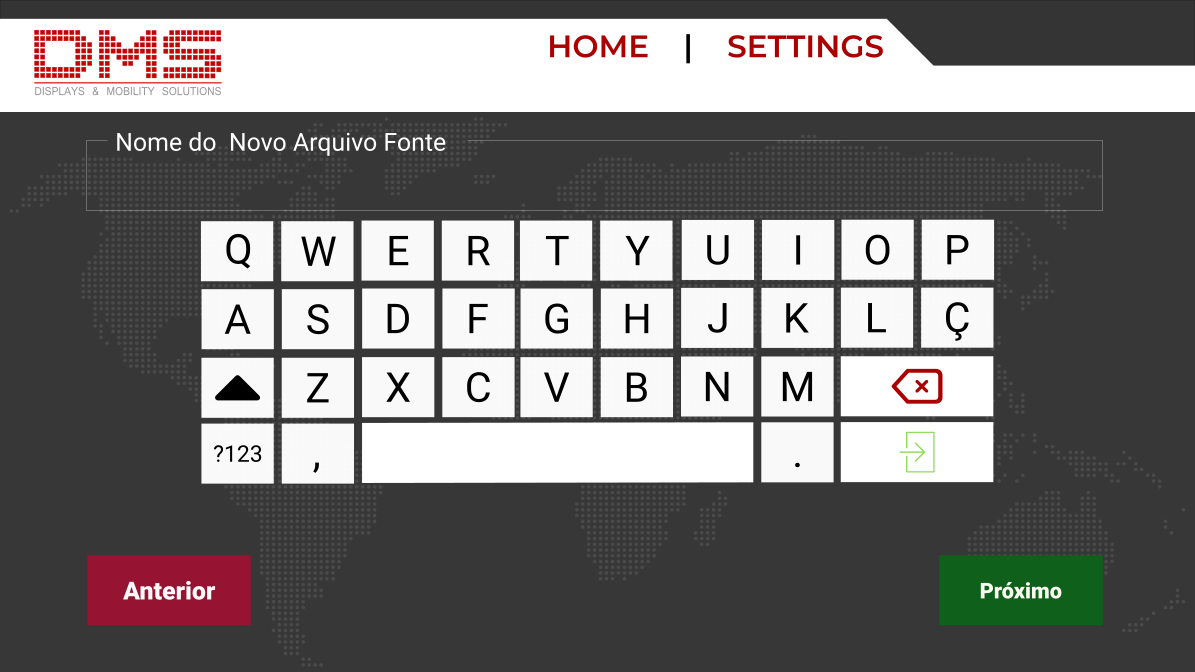 DMS
DISPLAYS & MOBILITY SOLUTIONS
HOME | SETTINGS
Nome do Novo Arquivo Fonte
Q W E R T Y U I O P
A S D F G H J K L Ç
Z X C V B N M
?123 , .
Anterior
Próximo